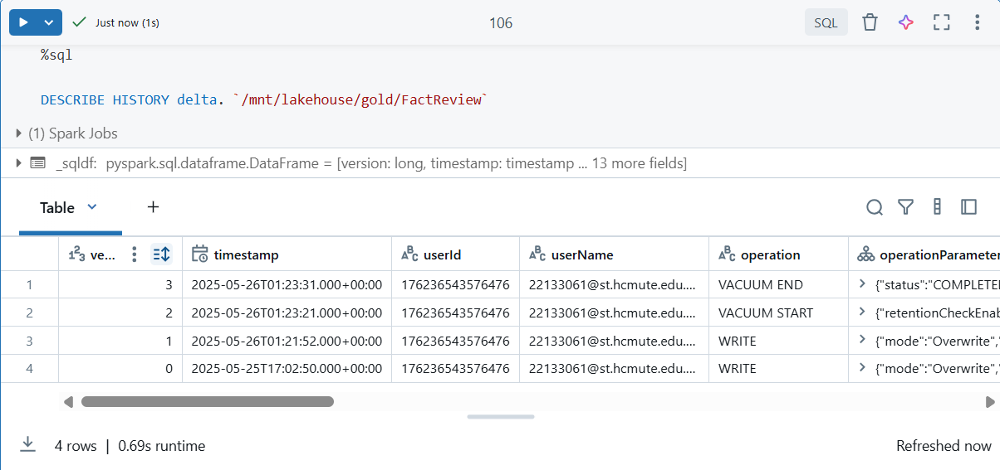 Just now (1s)
106
SQL
%sql
DESCRIBE HISTORY delta. `/mnt/lakehouse/gold/FactReview`
(1) Spark Jobs
_sqldf: pyspark.sql.dataframe.DataFrame = [version: long, timestamp: timestamp ... 13 more fields]
Table +
123 ve... timestamp ABC userId ABC userName ABC operation operationParameter
1 3 2025-05-26T01:23:31.000+00:00 176236543576476 22133061@st.hcmute.edu.... VACUUM END {"status":"COMPLETE
2 2 2025-05-26T01:23:21.000+00:00 176236543576476 22133061@st.hcmute.edu.... VACUUM START {"retentionCheckEnab
3 1 2025-05-26T01:21:52.000+00:00 176236543576476 22133061@st.hcmute.edu.... WRITE {"mode":"Overwrite",
4 0 2025-05-25T17:02:50.000+00:00 176236543576476 22133061@st.hcmute.edu.... WRITE {"mode":"Overwrite",
4 rows | 0.69s runtime Refreshed now